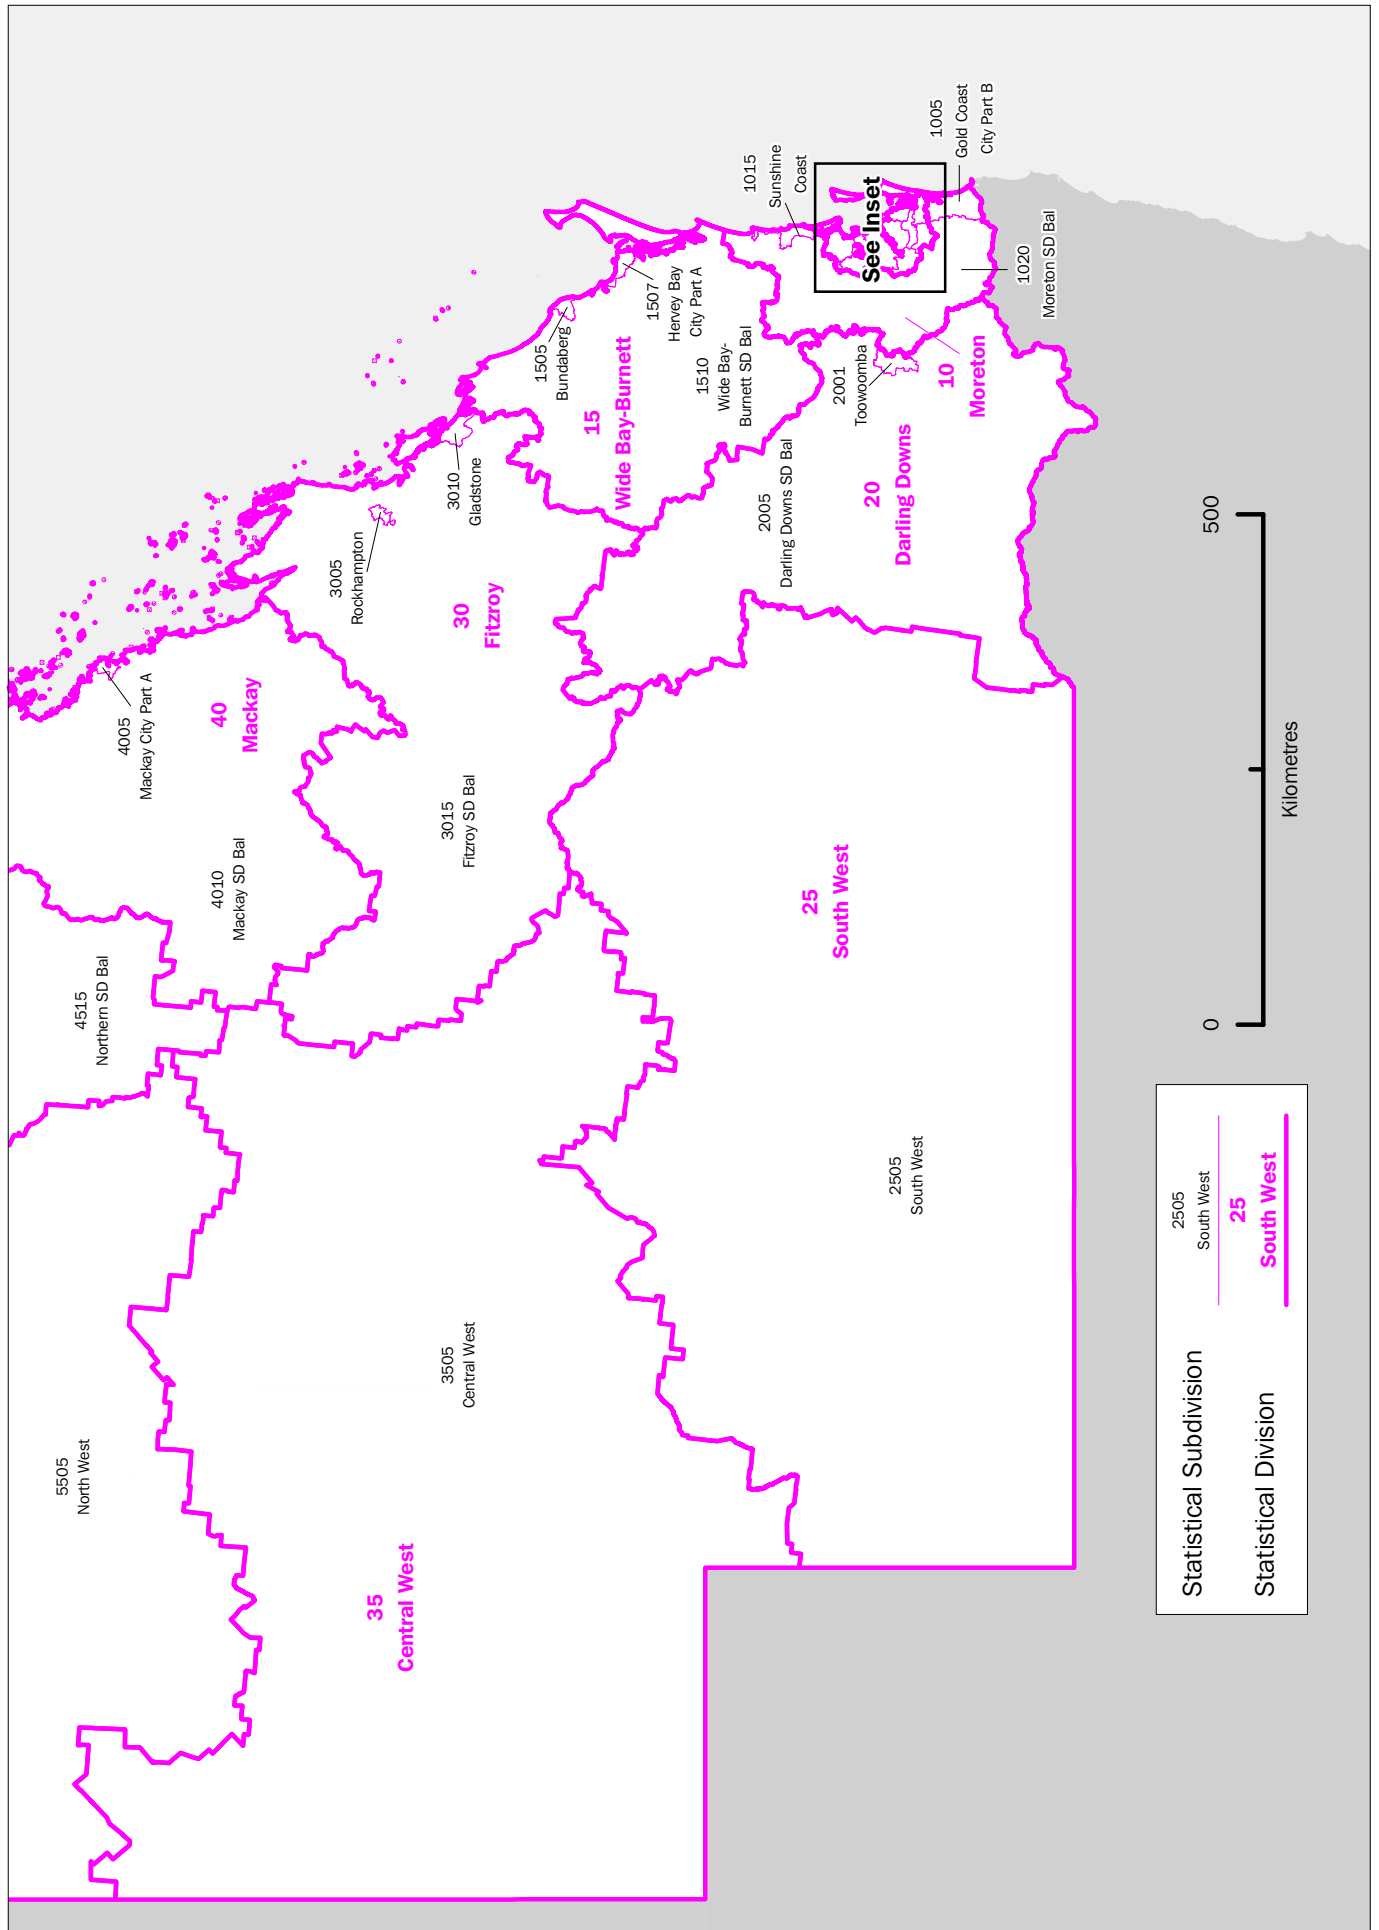 5505
North West
4515
Northern SD Bal
4005
Mackay City Part A
40
Mackay
4010
Mackay SD Bal
35
Central West
3505
Central West
3005
Rockhampton
30
Fitzroy
3010
Gladstone
3015
Fitzroy SD Bal
1505
Bundaberg
15
Wide Bay-Burnett
1507
Hervey Bay
City Part A
1510
Wide Bay-
Burnett SD Bal
1015
Sunshine
Coast
See Inset
1005
Gold Coast
City Part B
2001
Toowoomba
2005
Darling Downs SD Bal
20
Darling Downs
10
Moreton
1020
Moreton SD Bal
25
South West
2505
South West
Statistical Subdivision
2505
South West
Statistical Division
25
South West
0
500
Kilometres